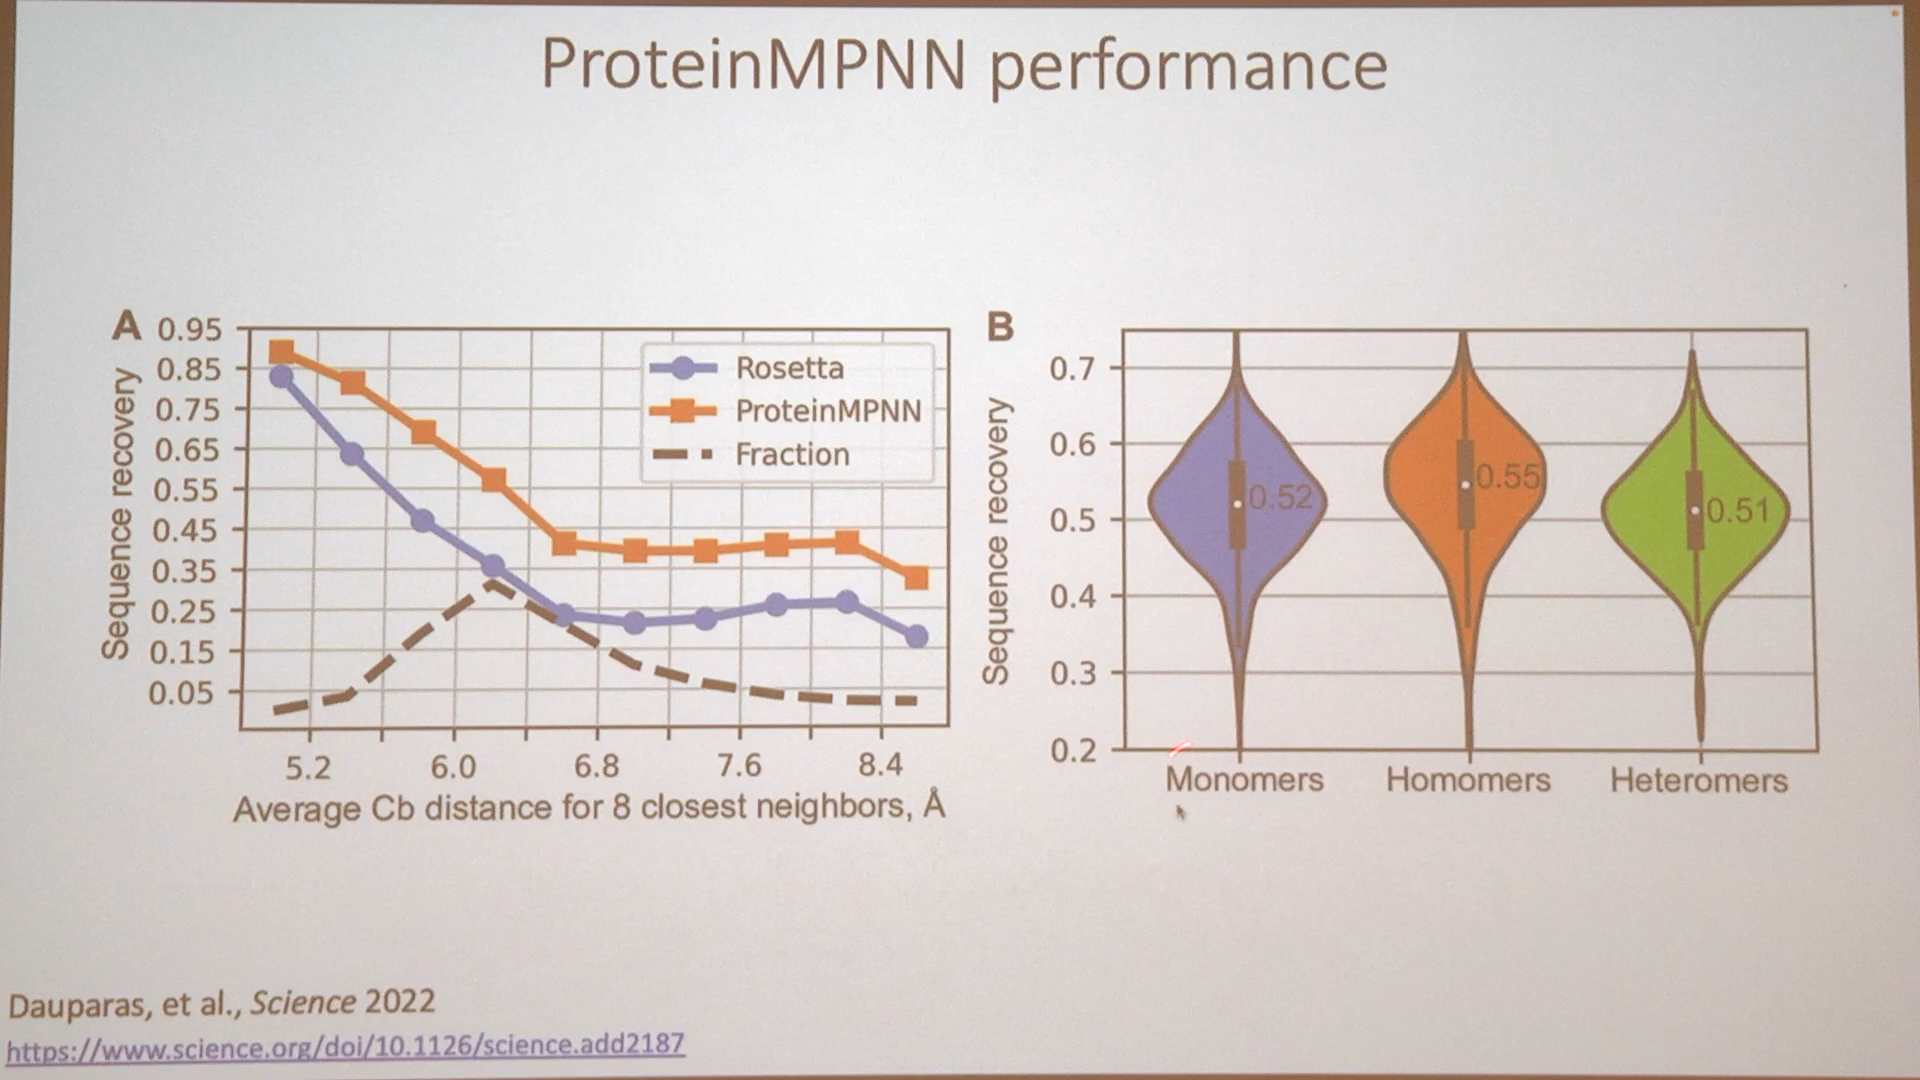 ProteinMPNN performance
A
0.95
0.85
0.75
0.65
0.55
0.45
0.35
0.25
0.15
0.05
Sequence recovery
Rosetta
ProteinMPNN
Fraction
5.2 6.0 6.8 7.6 8.4
Average Cb distance for 8 closest neighbors, Å
B
0.7
0.6
0.5
0.4
0.3
0.2
Sequence recovery
0.52
0.55
0.51
Monomers Homomers Heteromers
Dauparas, et al., Science 2022
https://www.science.org/doi/10.1126/science.add2187